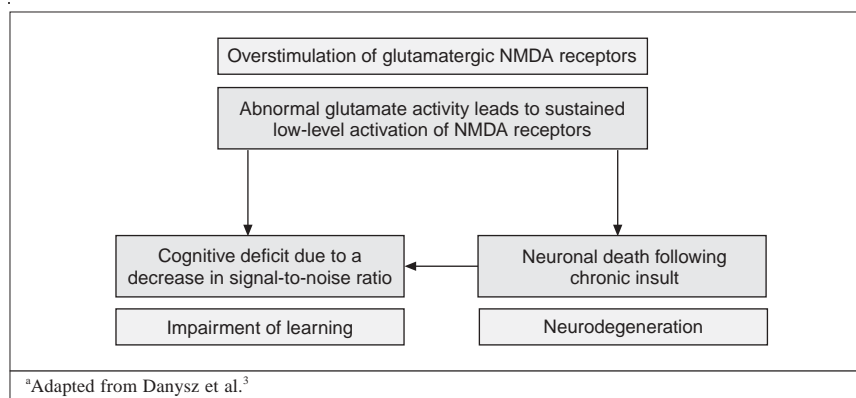 Overstimulation of glutamatergic NMDA receptors
Abnormal glutamate activity leads to sustained
low-level activation of NMDA receptors
Cognitive deficit due to a
decrease in signal-to-noise ratio
Neuronal death following
chronic insult
Impairment of learning
Neurodegeneration
aAdapted from Danysz et al.3